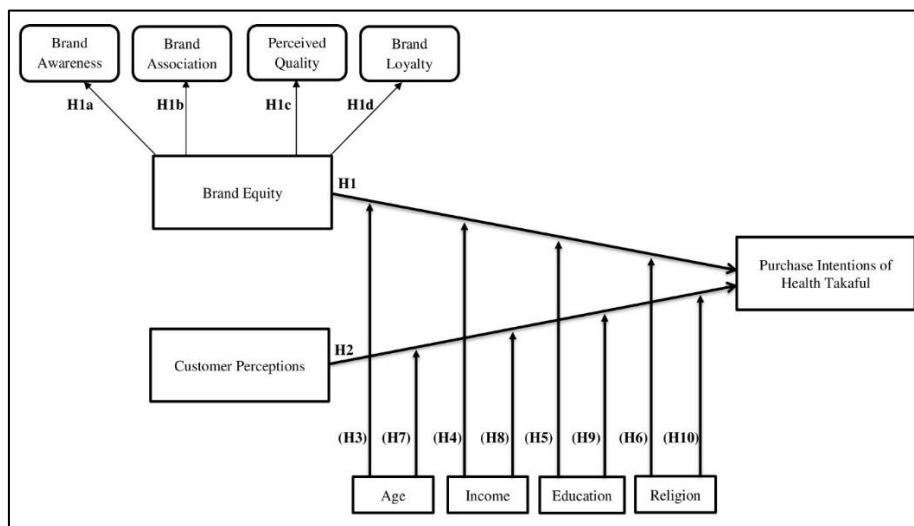 Brand
Awareness
Brand
Association
Perceived
Quality
Brand
Loyalty
H1a
H1b
H1c
H1d
Brand Equity
H1
Purchase Intentions of
Health Takaful
Customer Perceptions
H2
(H3)
(H7)
(H4)
(H8)
(H5)
(H9)
(H6)
(H10)
Age
Income
Education
Religion